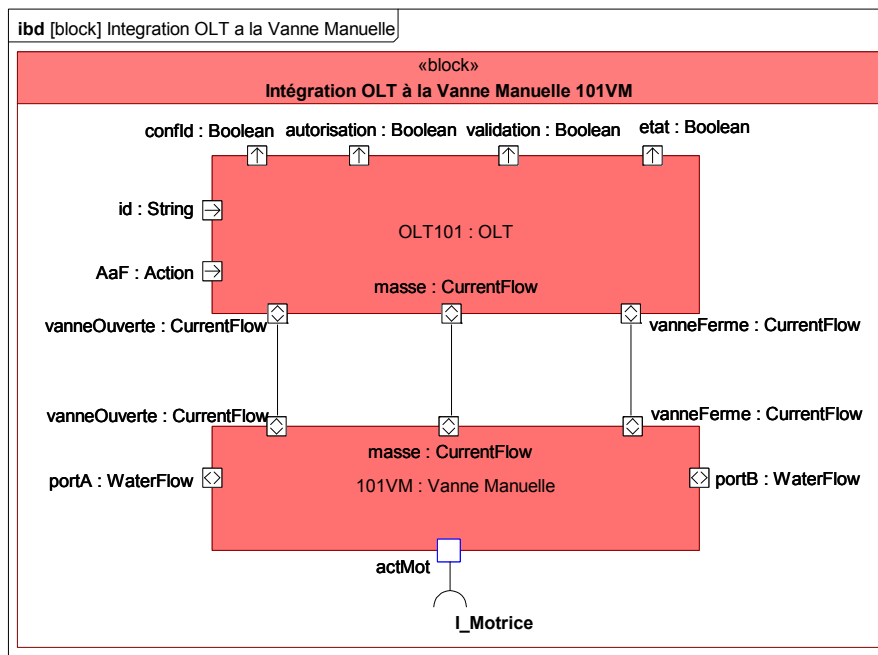 ibd [block] Integration OLT a la Vanne Manuelle
«block»
Intégration OLT à la Vanne Manuelle 101VM
confId : Boolean autorisation : Boolean validation : Boolean etat : Boolean
id : String
OLT101 : OLT
AaF : Action
masse : CurrentFlow
vanneOuverte : CurrentFlow vanneFerme : CurrentFlow
vanneOuverte : CurrentFlow vanneFerme : CurrentFlow
masse : CurrentFlow
portA : WaterFlow 101VM : Vanne Manuelle portB : WaterFlow
actMot
I_Motrice